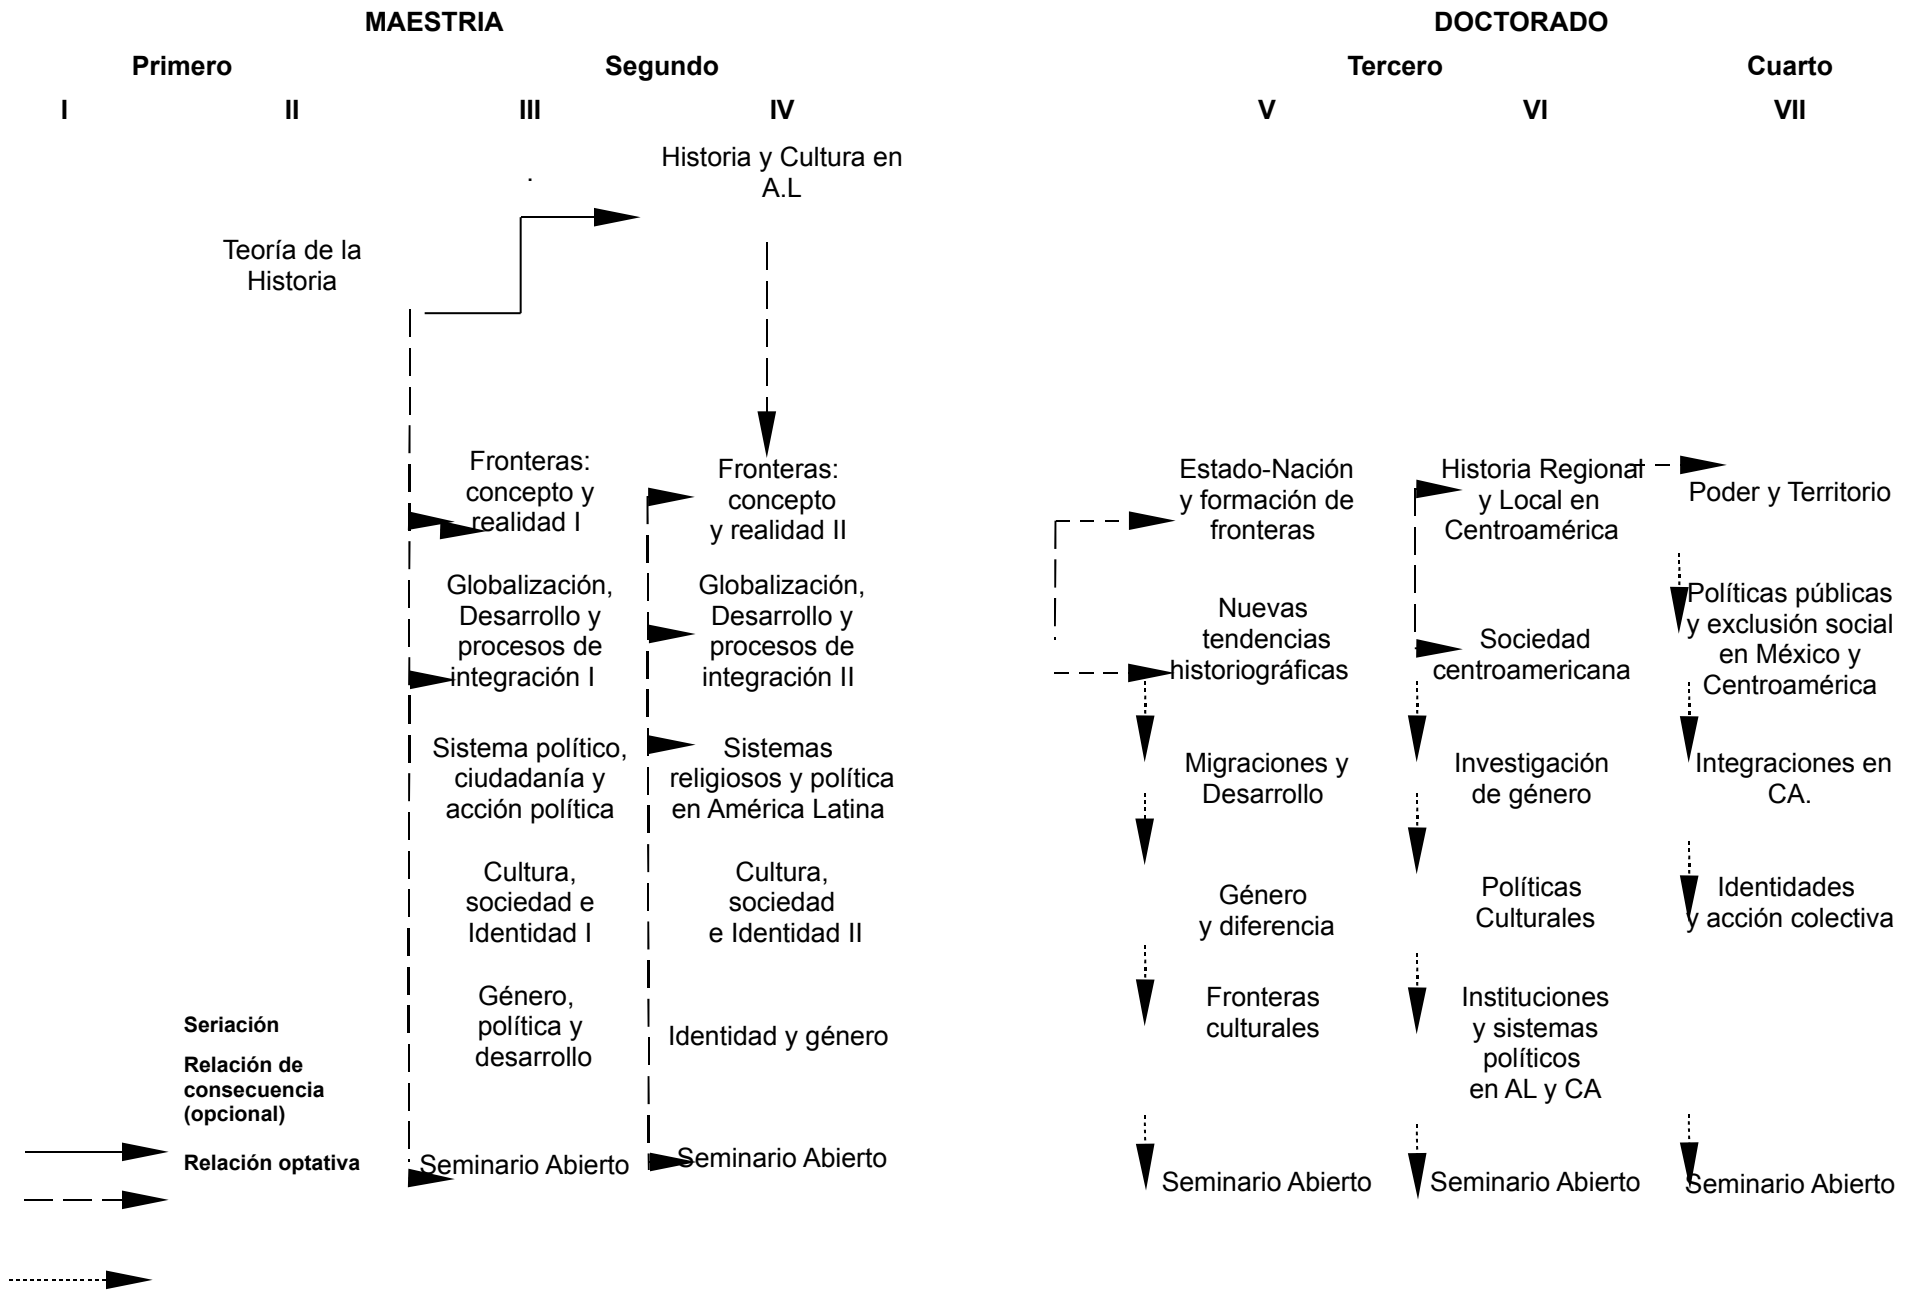 MAESTRIA
DOCTORADO
Primero
Segundo
Tercero
Cuarto
I
II
III
IV
V
VI
VII
.
Teoría de la
Historia
Historia y Cultura en
A.L
Fronteras:
concepto y
realidad I
Globalización,
Desarrollo y
procesos de
integración I
Sistema político,
ciudadanía y
acción política
Cultura,
sociedad e
Identidad I
Género,
política y
desarrollo
Seminario Abierto
Fronteras:
concepto
y realidad II
Globalización,
Desarrollo y
procesos de
integración II
Sistemas
religiosos y política
en América Latina
Cultura,
sociedad
e Identidad II
Identidad y género
Seminario Abierto
Estado-Nación
y formación de
fronteras
Nuevas
tendencias
historiográficas
Migraciones y
Desarrollo
Género
y diferencia
Fronteras
culturales
Seminario Abierto
Historia Regional
y Local en
Centroamérica
Sociedad
centroamericana
Investigación
de género
Políticas
Culturales
Instituciones
y sistemas
políticos
en AL y CA
Seminario Abierto
Poder y Territorio
Políticas públicas
y exclusión social
en México y
Centroamérica
Integraciones en
CA.
Identidades
y acción colectiva
Seminario Abierto
Seriación
Relación de
consecuencia
(opcional)
Relación optativa